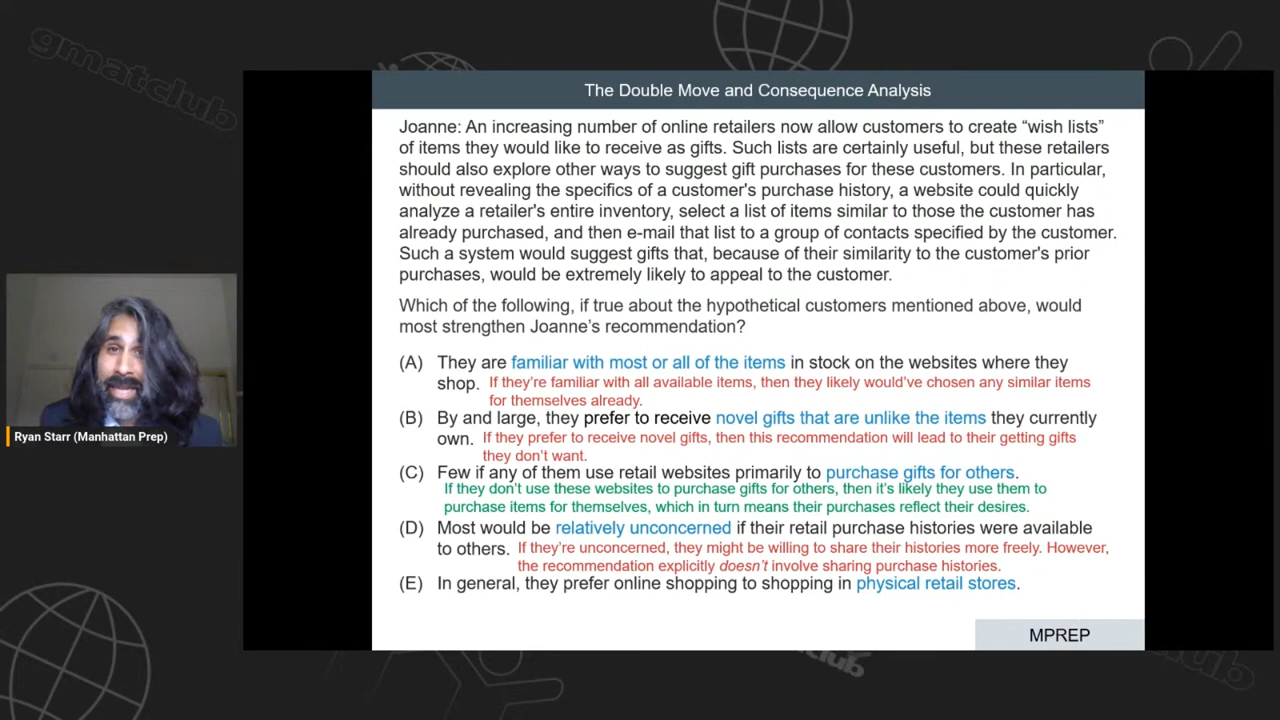 gmatclub
The Double Move and Consequence Analysis
Joanne: An increasing number of online retailers now allow customers to create “wish lists”
of items they would like to receive as gifts. Such lists are certainly useful, but these retailers
should also explore other ways to suggest gift purchases for these customers. In particular,
without revealing the specifics of a customer's purchase history, a website could quickly
analyze a retailer's entire inventory, select a list of items similar to those the customer has
already purchased, and then e-mail that list to a group of contacts specified by the customer.
Such a system would suggest gifts that, because of their similarity to the customer's prior
purchases, would be extremely likely to appeal to the customer.
Which of the following, if true about the hypothetical customers mentioned above, would
most strengthen Joanne’s recommendation?
(A) They are familiar with most or all of the items in stock on the websites where they
shop. If they're familiar with all available items, then they likely would've chosen any similar items
for themselves already.
(B) By and large, they prefer to receive novel gifts that are unlike the items they currently
own. If they prefer to receive novel gifts, then this recommendation will lead to their getting gifts
they don’t want.
(C) Few if any of them use retail websites primarily to purchase gifts for others.
If they don’t use these websites to purchase gifts for others, then it’s likely they use them to
purchase items for themselves, which in turn means their purchases reflect their desires.
(D) Most would be relatively unconcerned if their retail purchase histories were available
to others. If they’re unconcerned, they might be willing to share their histories more freely. However,
the recommendation explicitly doesn’t involve sharing purchase histories.
(E) In general, they prefer online shopping to shopping in physical retail stores.
MPREP
Ryan Starr (Manhattan Prep)